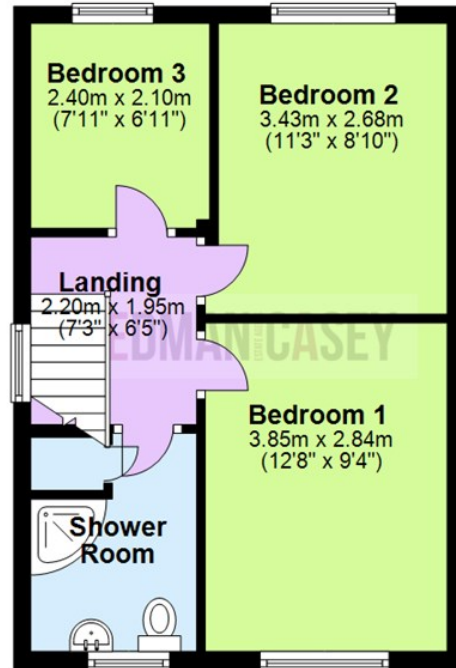 Bedroom 3
2.40m x 2.10m
(7'11" x 6'11")
Bedroom 2
3.43m x 2.68m
(11'3" x 8'10")
Landing
2.20m x 1.95m
(7'3" x 6'5")
EDMAN CASEY
Bedroom 1
3.85m x 2.84m
(12'8" x 9'4")
Shower
Room